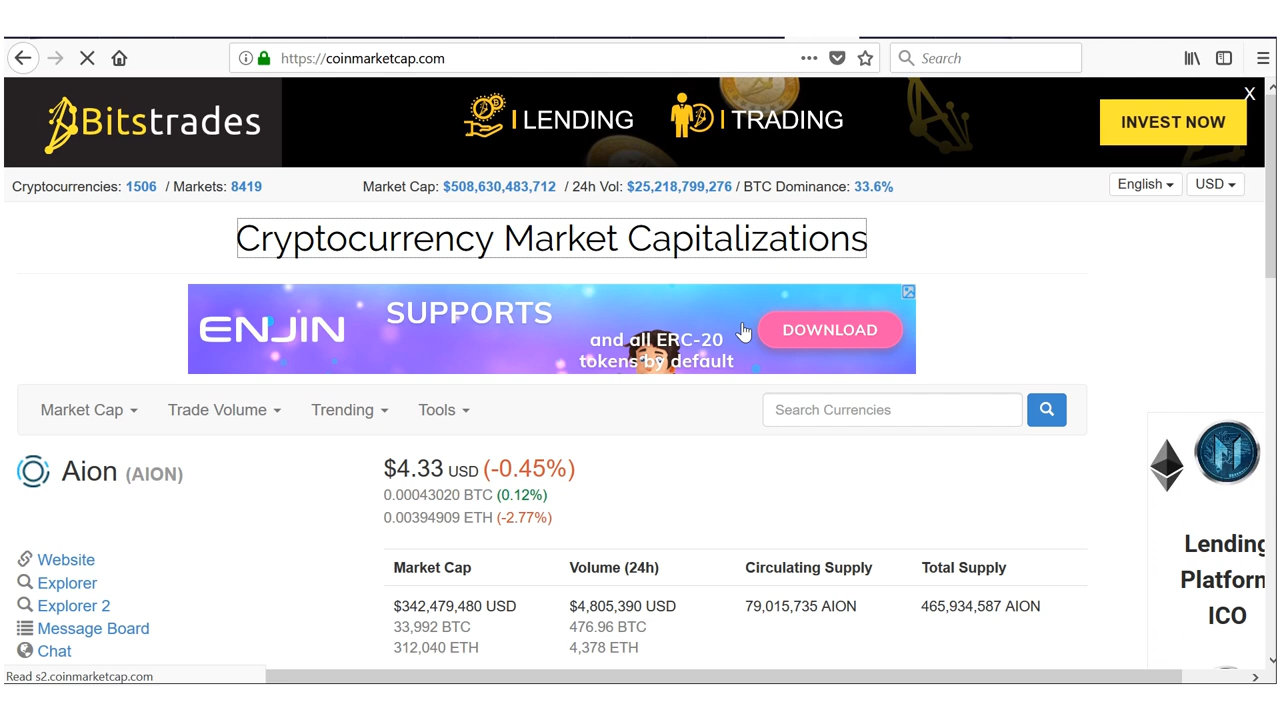 https://coinmarketcap.com
Search
Bitstrades
LENDING
TRADING
X
INVEST NOW
Cryptocurrencies: 1506 / Markets: 8419
Market Cap: $508,630,483,712 / 24h Vol: $25,218,799,276 / BTC Dominance: 33.6%
English
USD
Cryptocurrency Market Capitalizations
ENJIN
SUPPORTS
and all ERC-20
tokens by default
DOWNLOAD
Market Cap
Trade Volume
Trending
Tools
Search Currencies
Aion (AION)
$4.33 USD (-0.45%)
0.00043020 BTC (0.12%)
0.00394909 ETH (-2.77%)
Website
Explorer
Explorer 2
Message Board
Chat
Market Cap Volume (24h) Circulating Supply Total Supply
$342,479,480 USD $4,805,390 USD 79,015,735 AION 465,934,587 AION
33,992 BTC 476.96 BTC
312,040 ETH 4,378 ETH
Lending
Platform
ICO
Read s2.coinmarketcap.com